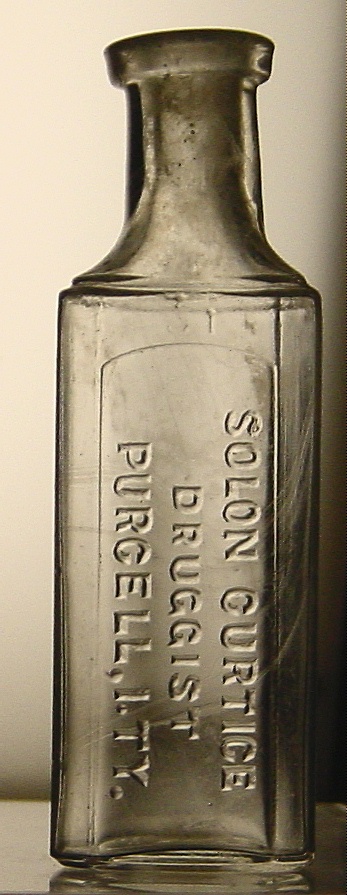 SOLON CURTICE
DRUGGIST
PURCELL, I. TY.